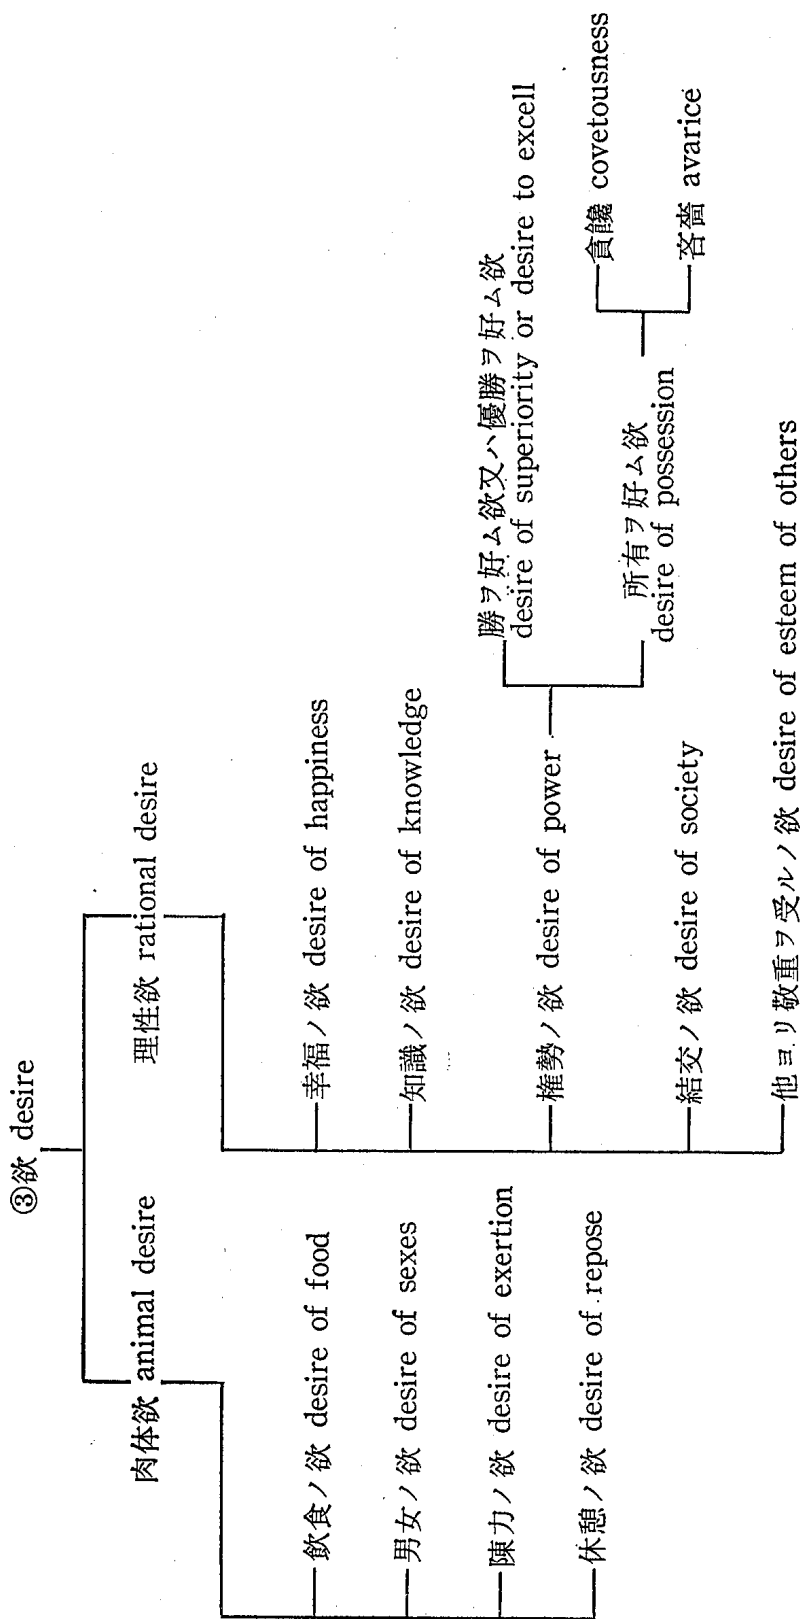 ③欲 desire
肉体欲 animal desire
飲食ノ欲 desire of food
男女ノ欲 desire of sexes
陳力ノ欲 desire of exertion
休憩ノ欲 desire of repose
理性欲 rational desire
幸福ノ欲 desire of happiness
知識ノ欲 desire of knowledge
権勢ノ欲 desire of power
勝ヲ好ム欲又ハ優勝ヲ好ム欲
desire of superiority or desire to excell
所有ヲ好ム欲
desire of possession
貪饞 covetousness
吝嗇 avarice
結交ノ欲 desire of society
他ヨリ敬重ヲ受ルノ欲 desire of esteem of others